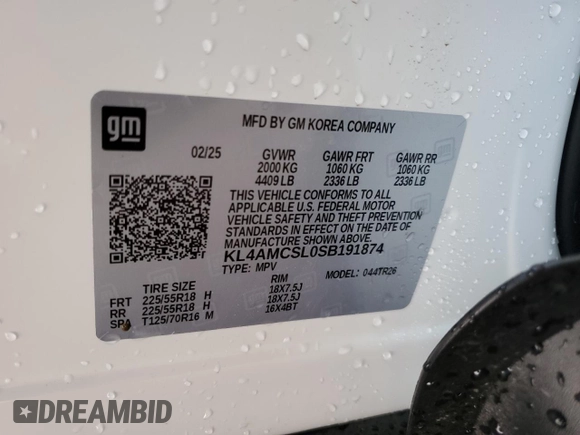 gm
MFD BY GM KOREA COMPANY
02/25 GVWR GAWR FRT GAWR RR
2000 KG 1060 KG 1060 KG
4409 LB 2336 LB 2336 LB
THIS VEHICLE CONFORMS TO ALL
APPLICABLE U.S. FEDERAL MOTOR
VEHICLE SAFETY AND THEFT PREVENTION
STANDARDS IN EFFECT ON THE DATE OF
MANUFACTURE SHOWN ABOVE.
KL4AMCSL0SB191874
TYPE: MPV MODEL: 044TR26
TIRE SIZE RIM
FRT 225/55R18 H 18X7.5J
RR 225/55R18 H 18X7.5J
SPA T125/70R16 M 16X4BT
DREAMBID